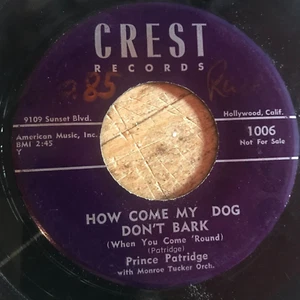 CREST
RECORDS
85
9109 Sunset Blvd.
Hollywood, Calif.
American Music, Inc.
BMI 2:45
Y
1006
Not For Sale
HOW COME MY DOG
DON'T BARK
(When You Come 'Round)
(Patridge)
Prince Patridge
with Monroe Tucker Orch.